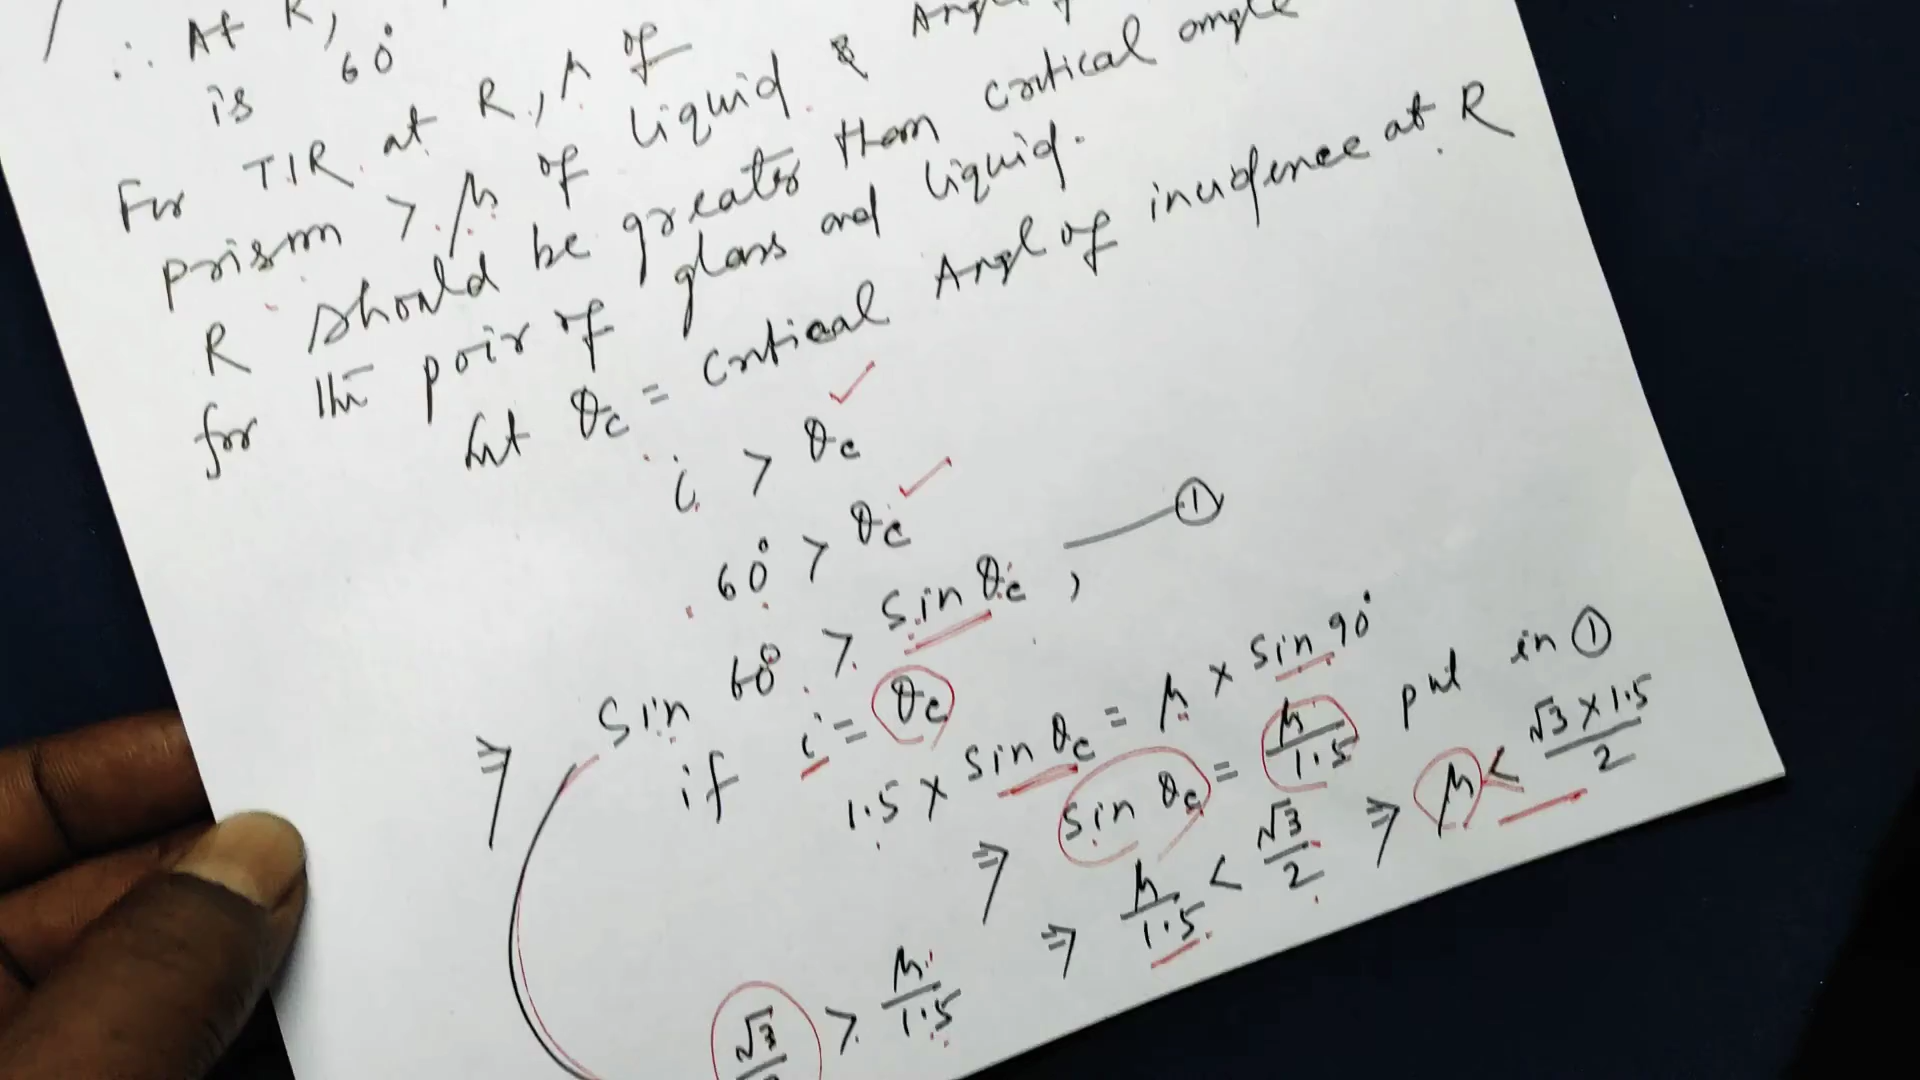 ∴ At R,
is 60°
For T.I.R. at R, μ of
prism > μ of liquid & Angle
R should be greater than critical angle
for the pair of glass and liquid.
Let θc = Critical Angle of incidence at R
i > θc
60° > θc
⇒ Sin 60° > Sin θc, ——— ①
if i = θc
1.5 × Sin θc = μ × Sin 90°
⇒ Sin θc = μ/1.5 put in ①
√3/2 > μ/1.5 ⇒ μ/1.5 < √3/2 ⇒ μ < √3 × 1.5/2